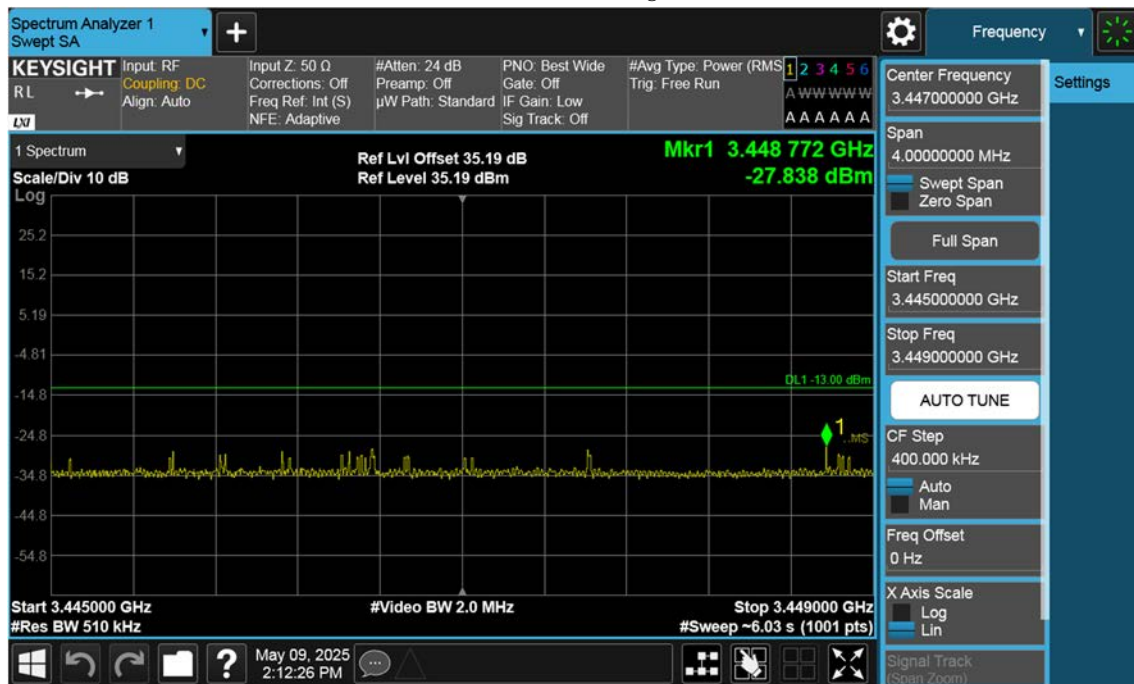 Spectrum Analyzer 1
Swept SA
Frequency
KEYSIGHT
RL
LXI
Input: RF
Coupling: DC
Align: Auto
Input Z: 50 Ω
Corrections: Off
Freq Ref: Int (S)
NFE: Adaptive
#Atten: 24 dB
Preamp: Off
µW Path: Standard
PNO: Best Wide
Gate: Off
IF Gain: Low
Sig Track: Off
#Avg Type: Power (RMS
Trig: Free Run
1 2 3 4 5 6
A W W W W W
A A A A A A
1 Spectrum
Scale/Div 10 dB
Ref Lvl Offset 35.19 dB
Ref Level 35.19 dBm
Mkr1 3.448 772 GHz
-27.838 dBm
Log
25.2
15.2
5.19
-4.81
-14.8
-24.8
-34.8
-44.8
-54.8
DL1 -13.00 dBm
1
Start 3.445000 GHz
#Res BW 510 kHz
#Video BW 2.0 MHz
Stop 3.449000 GHz
#Sweep ~6.03 s (1001 pts)
Center Frequency
3.447000000 GHz
Span
4.00000000 MHz
Swept Span
Zero Span
Full Span
Start Freq
3.445000000 GHz
Stop Freq
3.449000000 GHz
AUTO TUNE
CF Step
400.000 kHz
Auto
Man
Freq Offset
0 Hz
X Axis Scale
Log
Lin
Signal Track
(Span Zoom)
Settings
?
May 09, 2025
2:12:26 PM